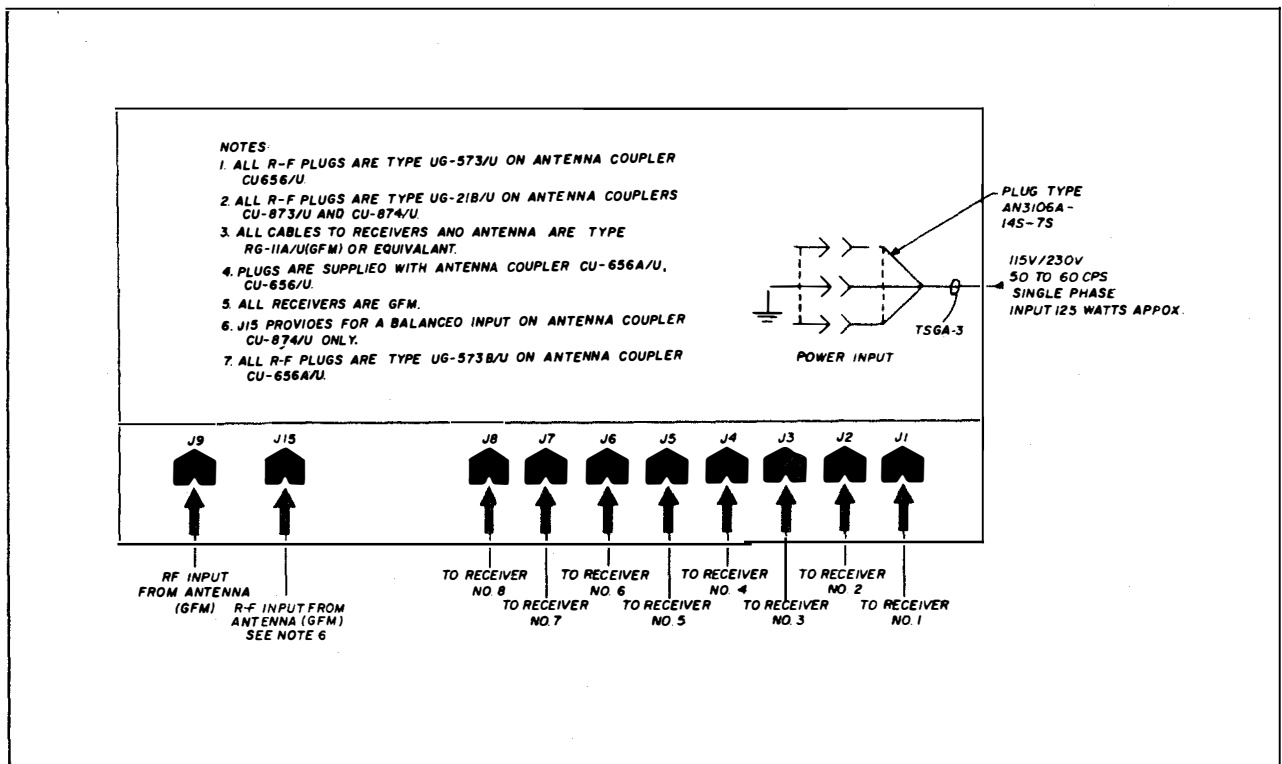 NOTES:
1. ALL R-F PLUGS ARE TYPE UG-573/U ON ANTENNA COUPLER
CU656/U.
2. ALL R-F PLUGS ARE TYPE UG-21B/U ON ANTENNA COUPLERS
CU-873/U AND CU-874/U.
3. ALL CABLES TO RECEIVERS AND ANTENNA ARE TYPE
RG-11A/U(GFM) OR EQUIVALANT.
4. PLUGS ARE SUPPLIED WITH ANTENNA COUPLER CU-656A/U,
CU-656/U.
5. ALL RECEIVERS ARE GFM.
6. J15 PROVIDES FOR A BALANCED INPUT ON ANTENNA COUPLER
CU-874/U ONLY.
7. ALL R-F PLUGS ARE TYPE UG-573B/U ON ANTENNA COUPLER
CU-656A/U.
PLUG TYPE
AN3106A-
14S-7S
115V/230V
50 TO 60 CPS
SINGLE PHASE
INPUT 125 WATTS APPOX.
TSGA-3
POWER INPUT
J9 J15 J8 J7 J6 J5 J4 J3 J2 J1
RF INPUT
FROM ANTENNA
(GFM)
R-F INPUT FROM
ANTENNA (GFM)
SEE NOTE 6
TO RECEIVER
NO. 8
TO RECEIVER
NO. 7
TO RECEIVER
NO. 6
TO RECEIVER
NO. 5
TO RECEIVER
NO. 4
TO RECEIVER
NO. 3
TO RECEIVER
NO. 2
TO RECEIVER
NO. 1